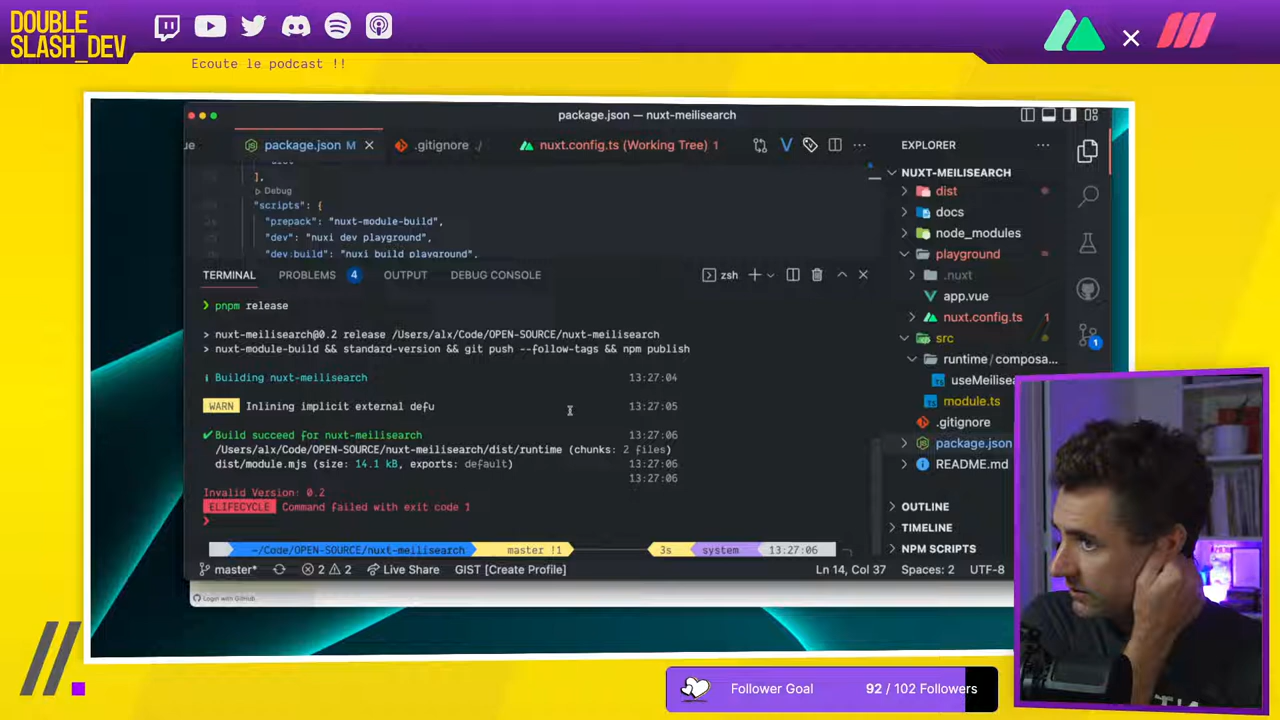 DOUBLE
SLASH_DEV
Ecoute le podcast !!
package.json — nuxt-meilisearch
package.json M
.gitignore ./
nuxt.config.ts (Working Tree) 1
],
Debug
"scripts": {
"prepack": "nuxt-module-build",
"dev": "nuxi dev playground",
"dev:build": "nuxi build playground",
TERMINAL
PROBLEMS 4
OUTPUT
DEBUG CONSOLE
zsh
❯ pnpm release
> nuxt-meilisearch@0.2 release /Users/alx/Code/OPEN-SOURCE/nuxt-meilisearch
> nuxt-module-build && standard-version && git push --follow-tags && npm publish
ℹ Building nuxt-meilisearch 13:27:04
WARN Inlining implicit external defu 13:27:05
✔Build succeed for nuxt-meilisearch 13:27:06
/Users/alx/Code/OPEN-SOURCE/nuxt-meilisearch/dist/runtime (chunks: 2 files)
dist/module.mjs (size: 14.1 kB, exports: default) 13:27:06
13:27:06
Invalid Version: 0.2
ELIFECYCLE Command failed with exit code 1
❯
~/Code/OPEN-SOURCE/nuxt-meilisearch master !1 3s system 13:27:06
EXPLORER
NUXT-MEILISEARCH
dist
docs
node_modules
playground
.nuxt
app.vue
nuxt.config.ts 1
src
runtime / composa...
useMeilisea
module.ts
.gitignore
package.json
README.md
OUTLINE
TIMELINE
NPM SCRIPTS
1
master* 2 2 Live Share GIST [Create Profile] Ln 14, Col 37 Spaces: 2 UTF-8
Login with GitHub
Follower Goal 92 / 102 Followers